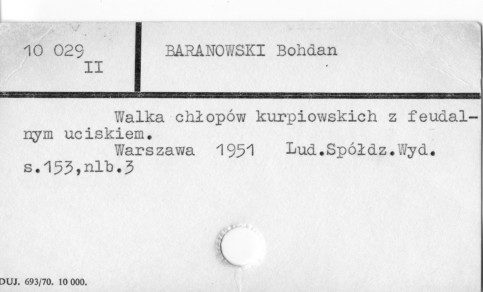 10 029 BARANOWSKI Bohdan
II
Walka chłopów kurpiowskich z feudal-
nym uciskiem.
Warszawa 1951 Lud.Spółdz.Wyd.
s.153,nlb.3
DUJ. 693/70. 10 000.